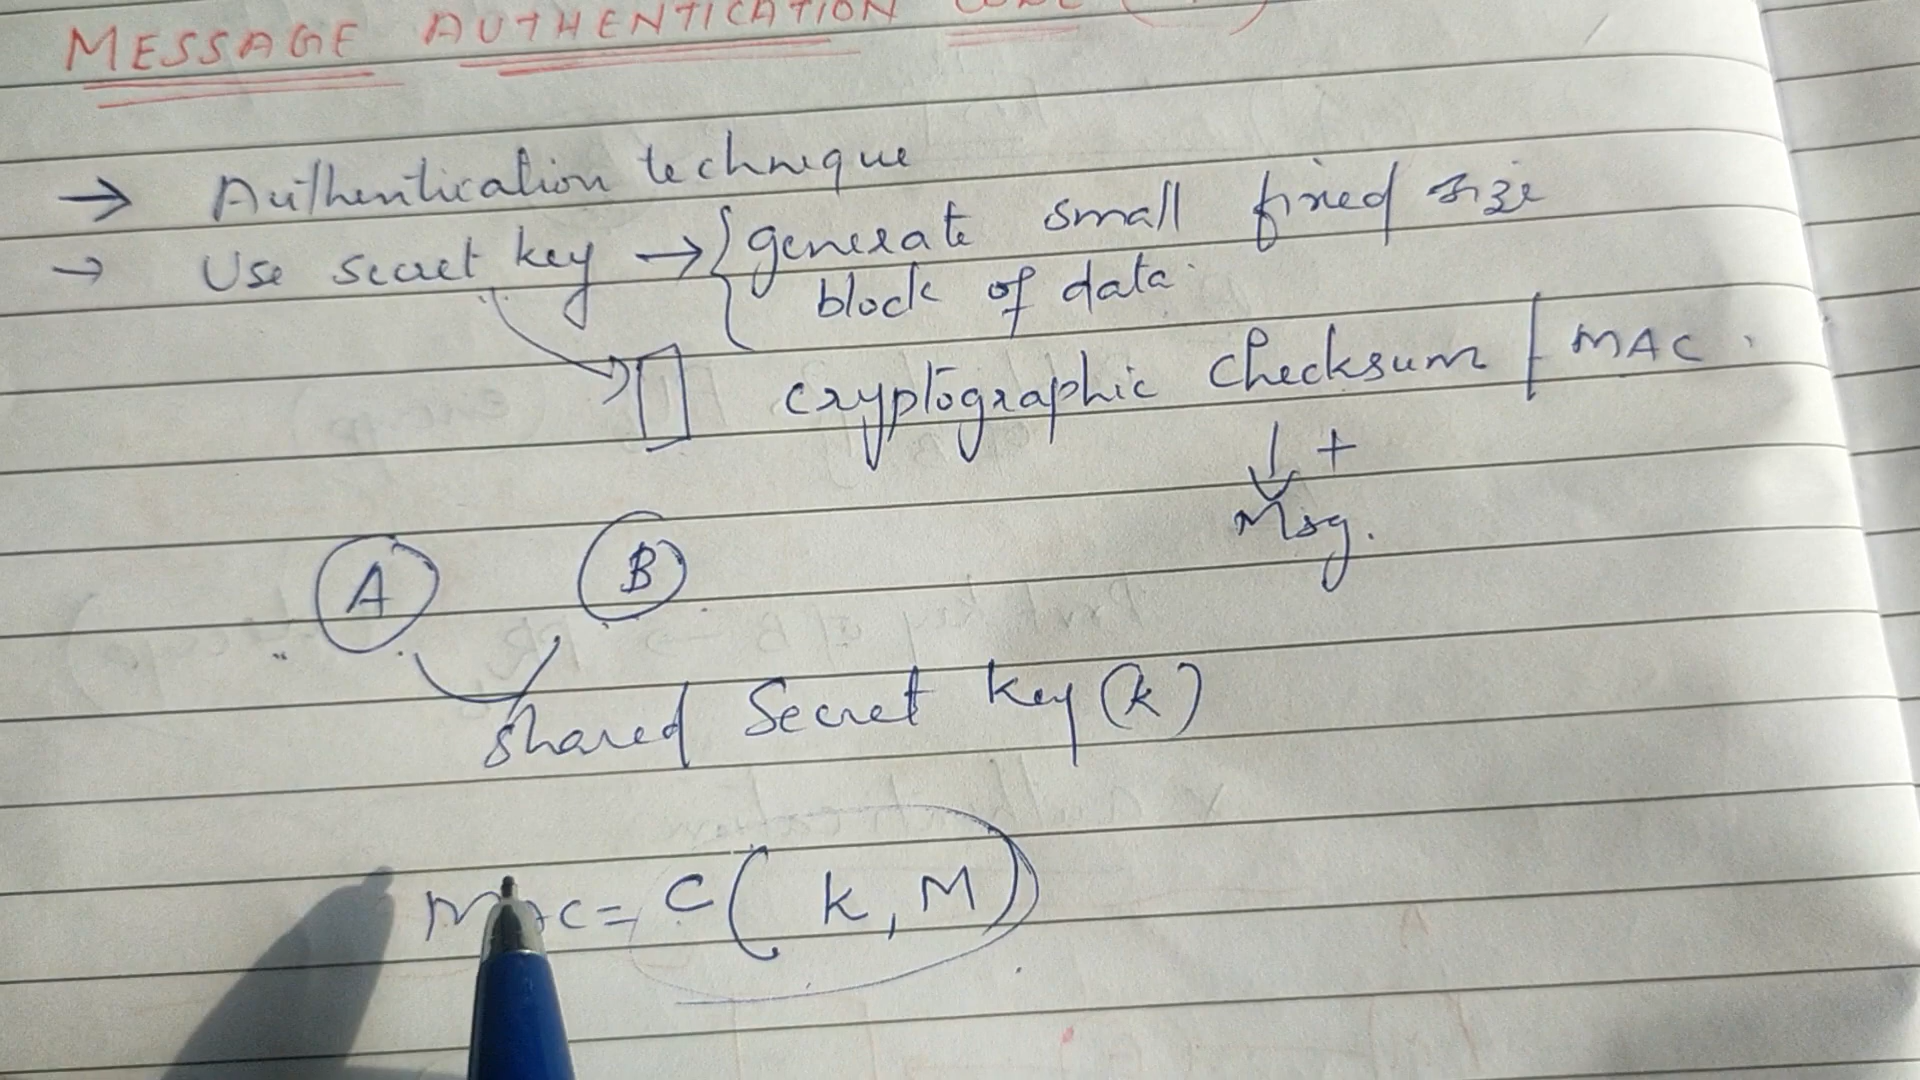 MESSAGE AUTHENTICATION
→ Authentication technique
→ Use secret key → { generate small fixed size
block of data.
cryptographic checksum / MAC.
↓ +
Msg.
A B
shared Secret key (k)
MAC = C ( k, M )